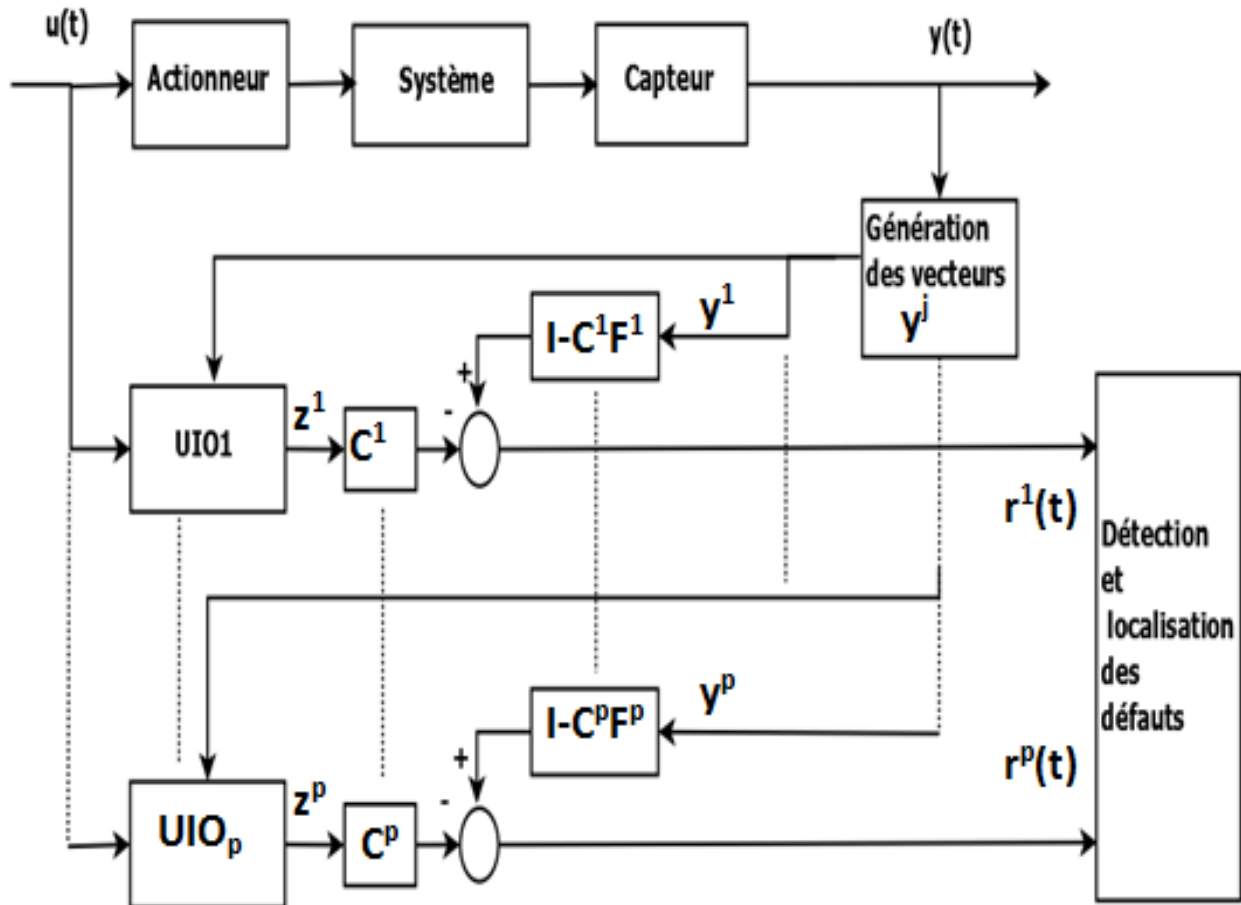 u(t)
Actionneur
Système
Capteur
y(t)
Génération
des vecteurs
y^j
I-C^1F^1
y^1
+
-
UIO1
z^1
C^1
r^1(t)
Détection
et
localisation
des
défauts
I-C^pF^p
y^p
+
-
UIO_p
z^p
C^p
r^p(t)